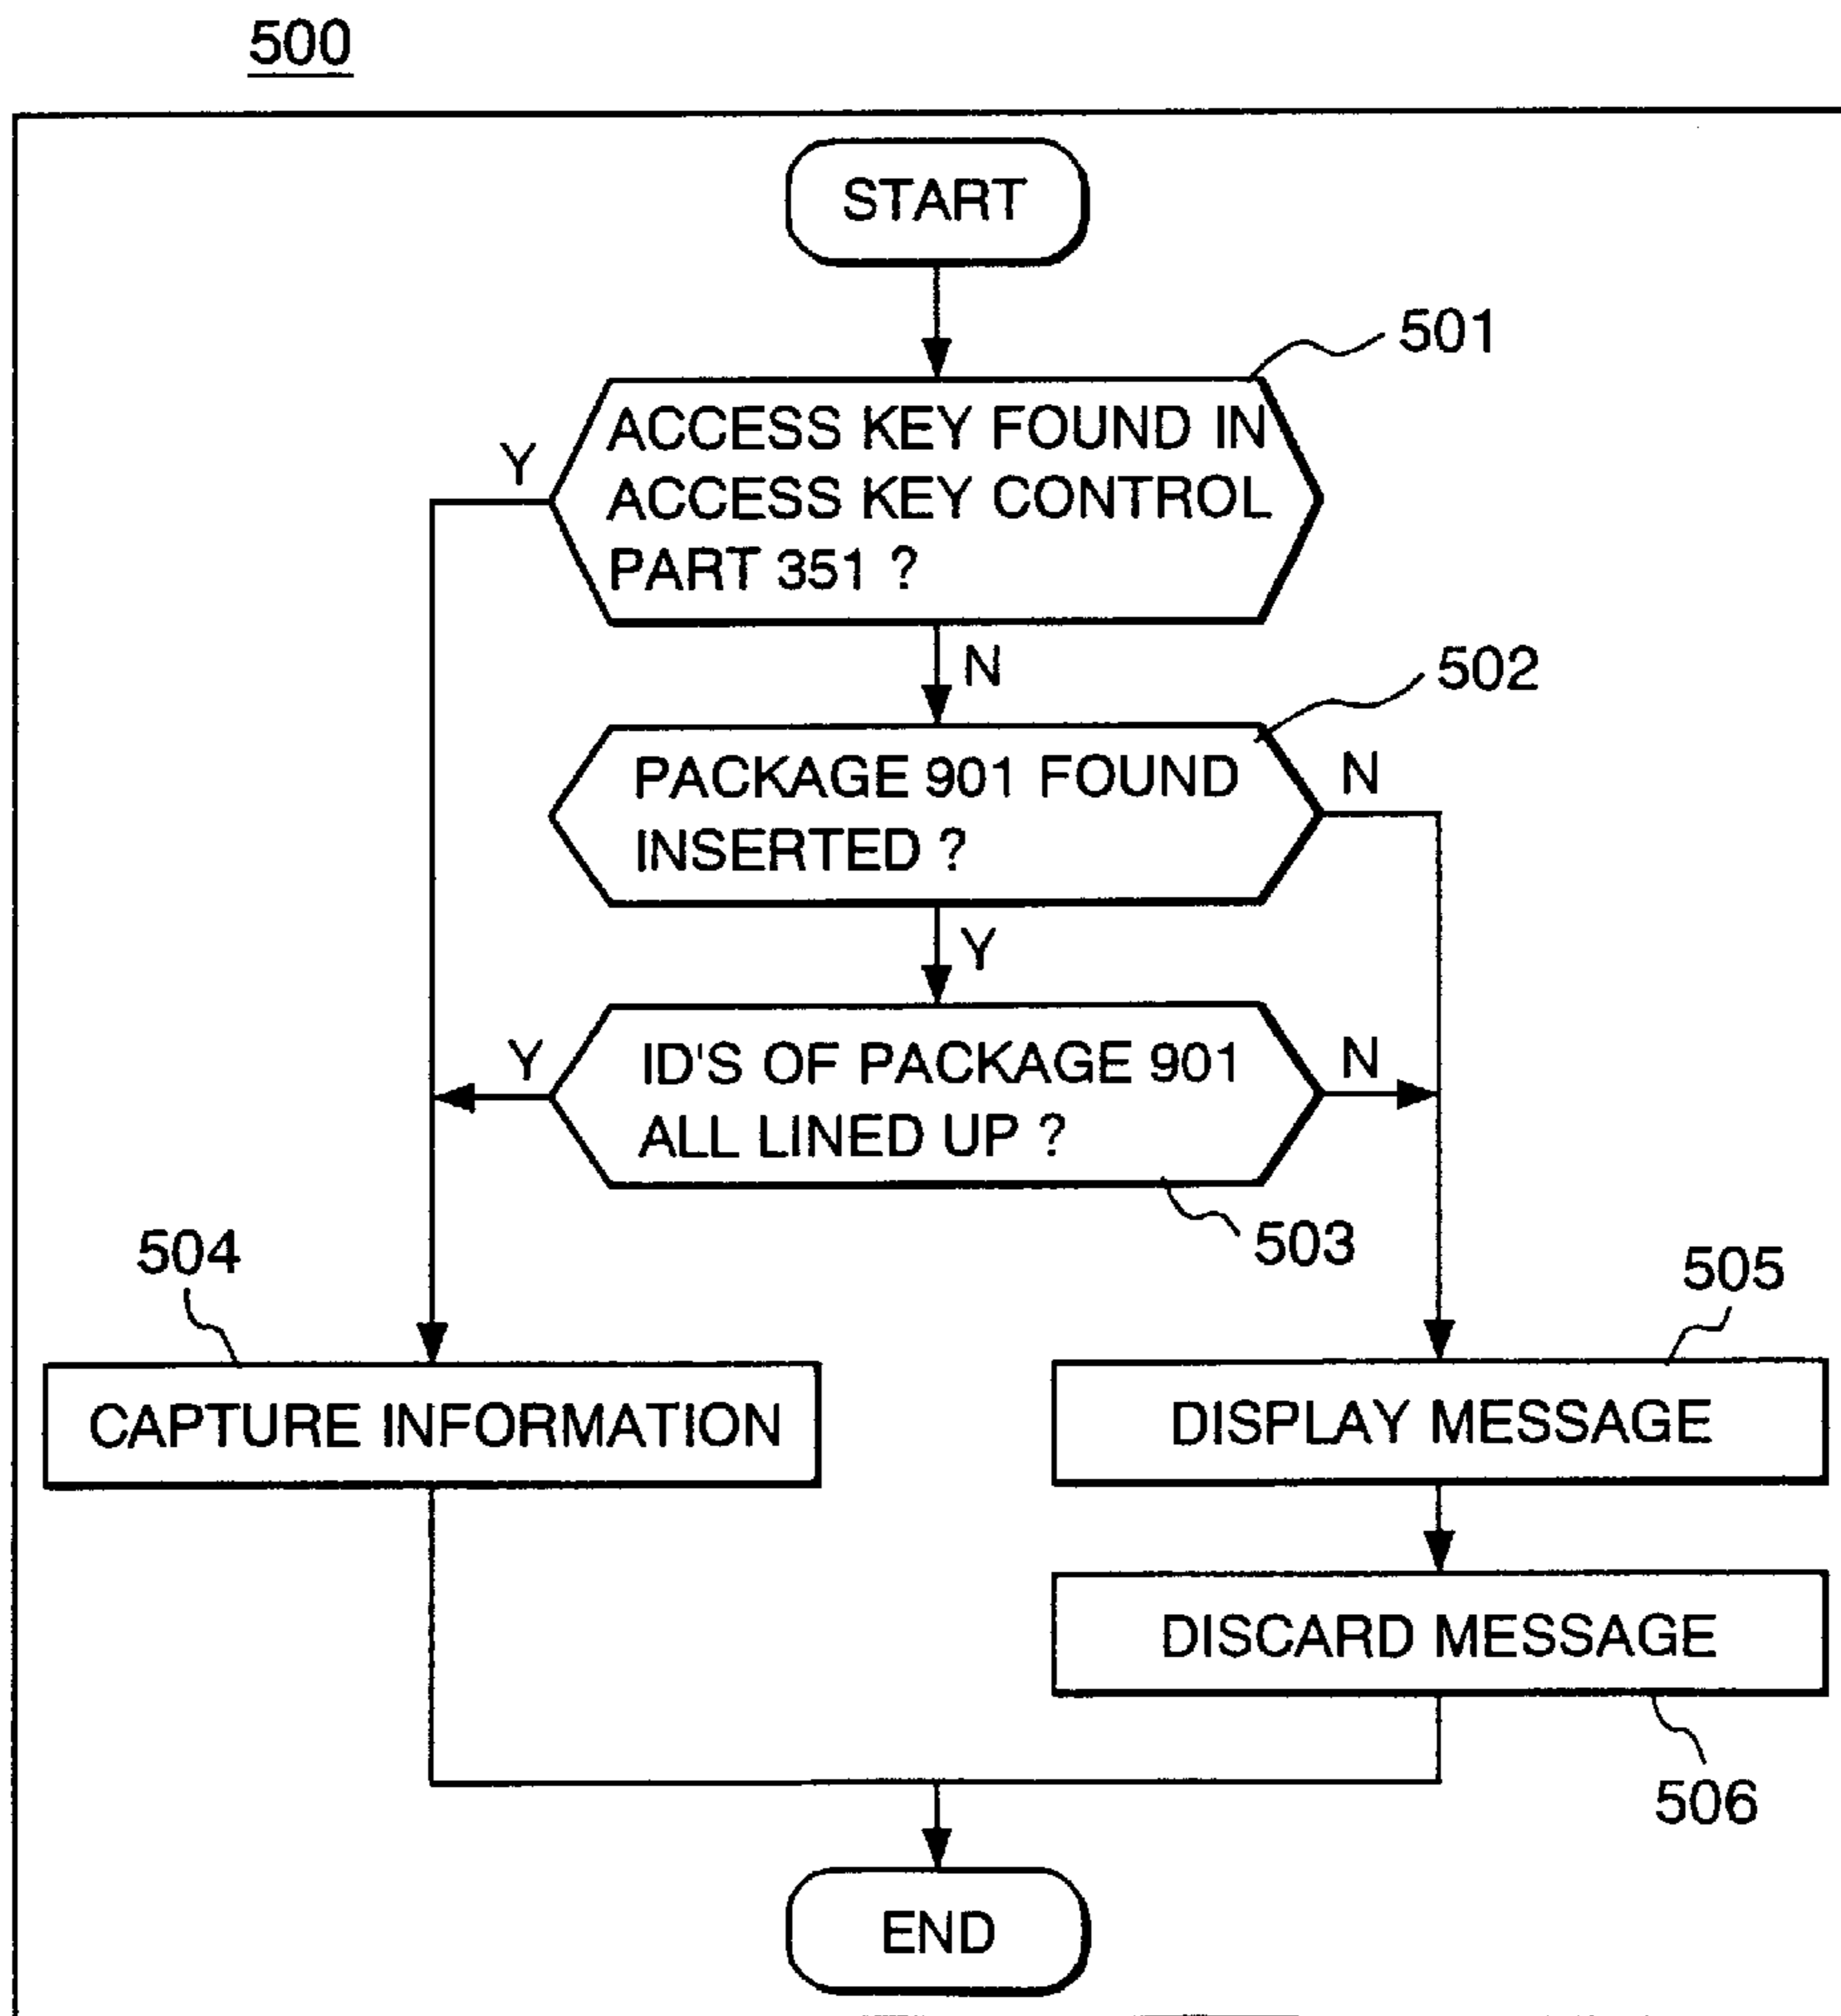 500
START
501
ACCESS KEY FOUND IN
ACCESS KEY CONTROL
PART 351 ?
Y
N
502
PACKAGE 901 FOUND
INSERTED ?
N
Y
ID'S OF PACKAGE 901
ALL LINED UP ?
Y
N
503
504
505
CAPTURE INFORMATION
DISPLAY MESSAGE
DISCARD MESSAGE
506
END